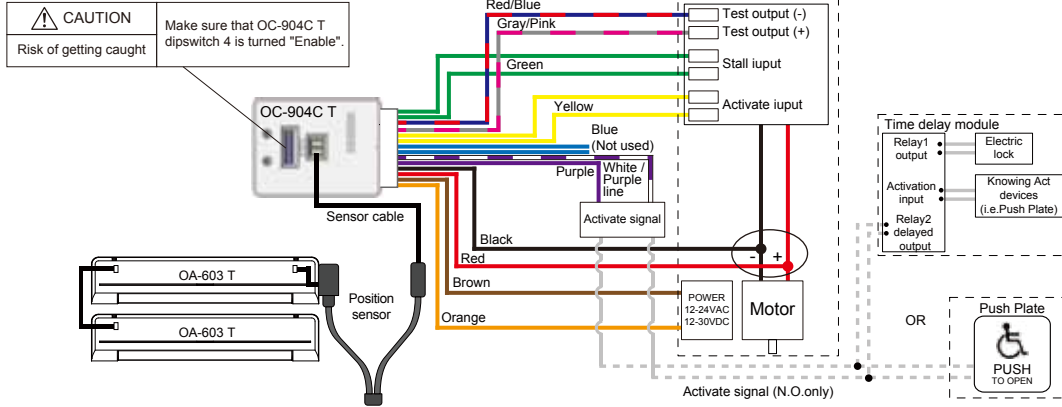 CAUTION
Risk of getting caught
Make sure that OC-904C T
dipswitch 4 is turned "Enable".
Red/Blue
Gray/Pink
Green
Yellow
Blue
(Not used)
Purple
White /
Purple
line
OC-904C T
Sensor cable
Activate signal
Black
Red
Brown
Orange
OA-603 T
OA-603 T
Position
sensor
Test output (-)
Test output (+)
Stall iuput
Activate iuput
- +
POWER
12-24VAC
12-30VDC
Motor
Time delay module
Relay1
output
Electric
lock
Activation
input
Knowing Act
devices
(i.e.Push Plate)
Relay2
delayed
output
OR
Push Plate
PUSH
TO OPEN
Activate signal (N.O.only)